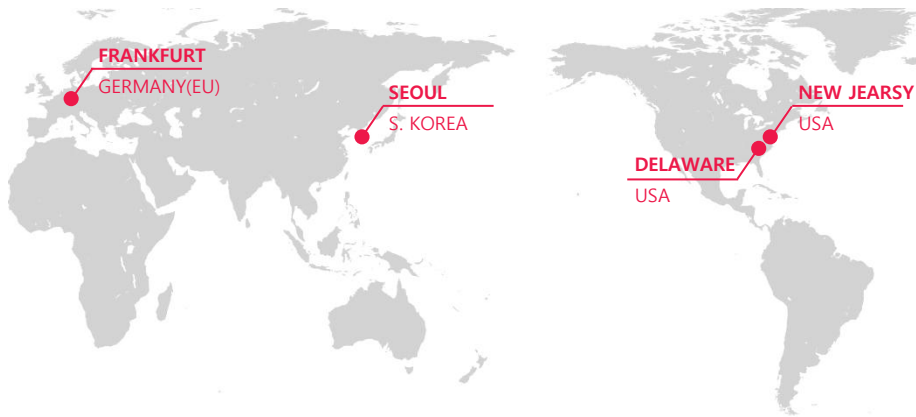 FRANKFURT
GERMANY(EU)
SEOUL
S. KOREA
NEW JEARSY
USA
DELAWARE
USA